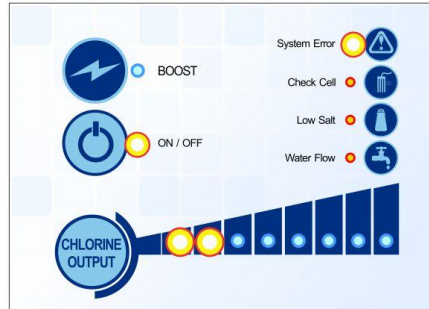 System Error
BOOST
Check Cell
Low Salt
ON / OFF
Water Flow
CHLORINE
OUTPUT